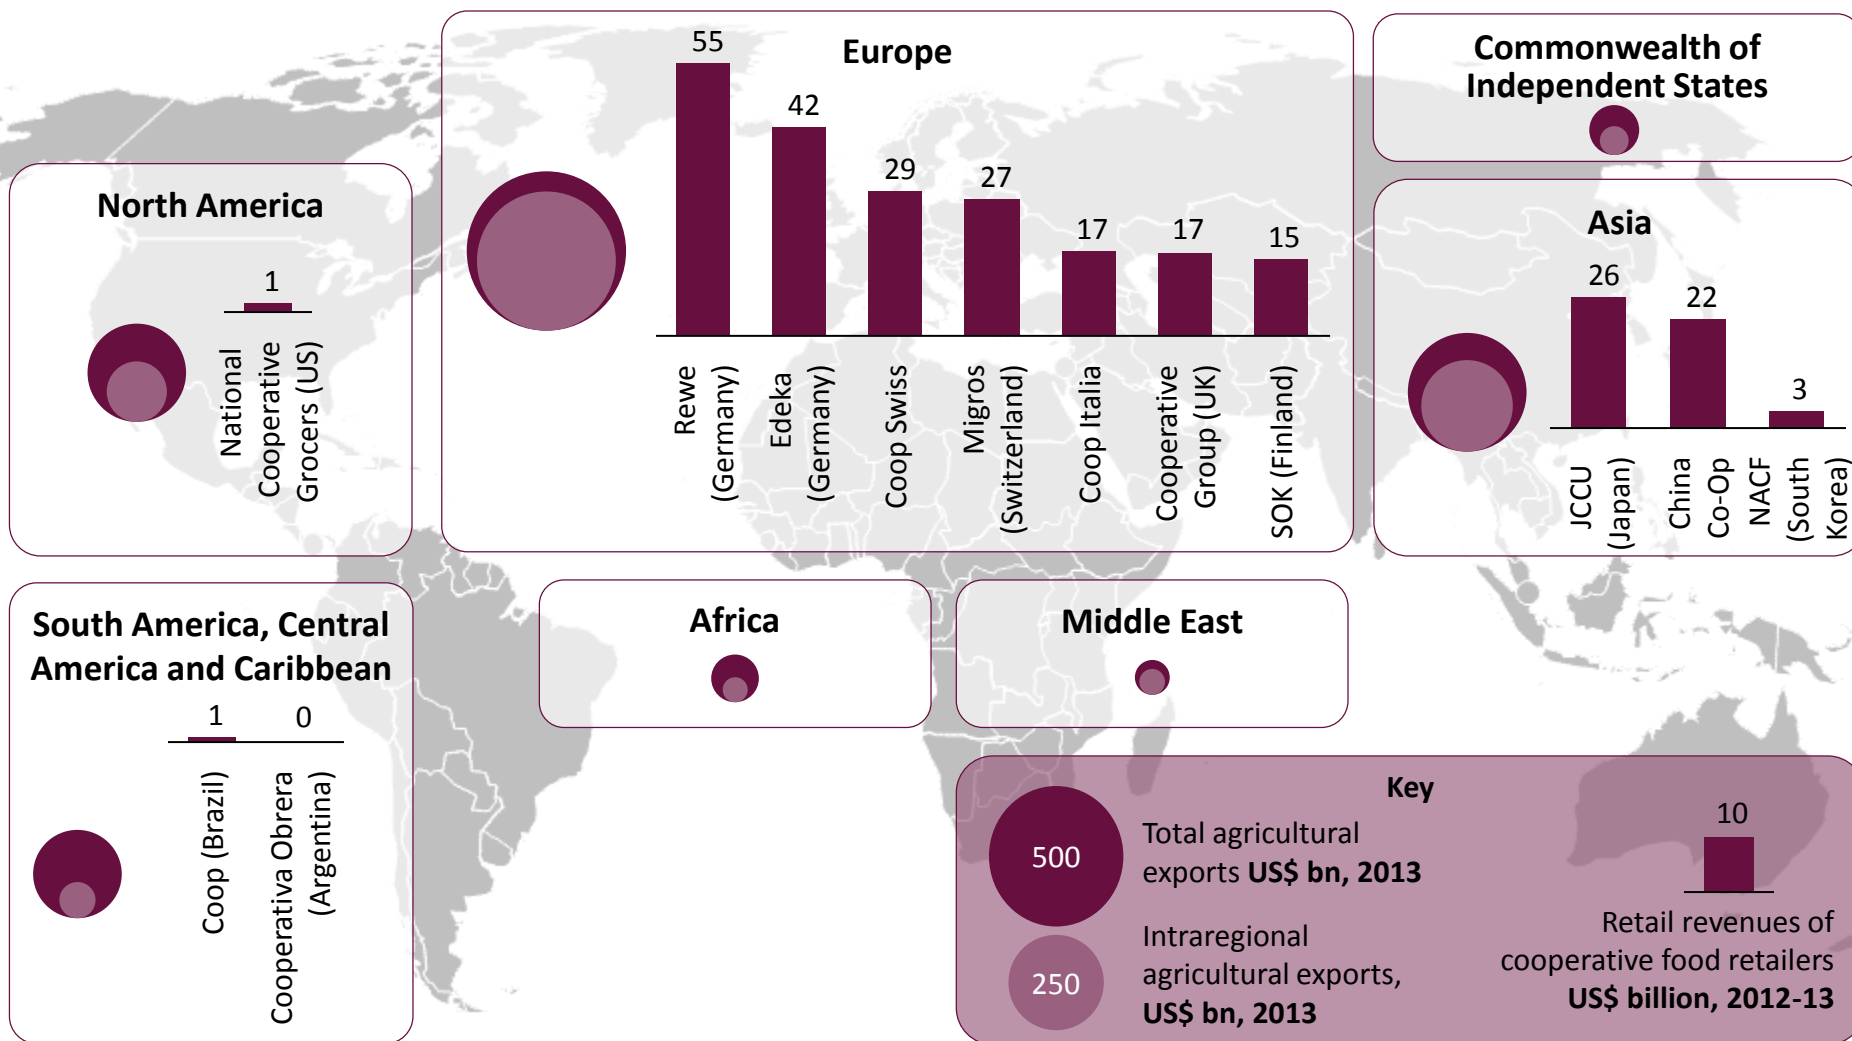 Europe
55
42
29
27
17
17
15
Rewe
(Germany)
Edeka
(Germany)
Coop Swiss
Migros
(Switzerland)
Coop Italia
Cooperative
Group (UK)
SOK (Finland)
Commonwealth of
Independent States
North America
1
National
Cooperative
Grocers (US)
Asia
26
22
3
JCCU
(Japan)
China
Co-Op
NACF
(South
Korea)
South America, Central
America and Caribbean
1
0
Coop (Brazil)
Cooperativa Obrera
(Argentina)
Africa
Middle East
Key
500
Total agricultural
exports US$ bn, 2013
250
Intraregional
agricultural exports,
US$ bn, 2013
10
Retail revenues of
cooperative food retailers
US$ billion, 2012-13